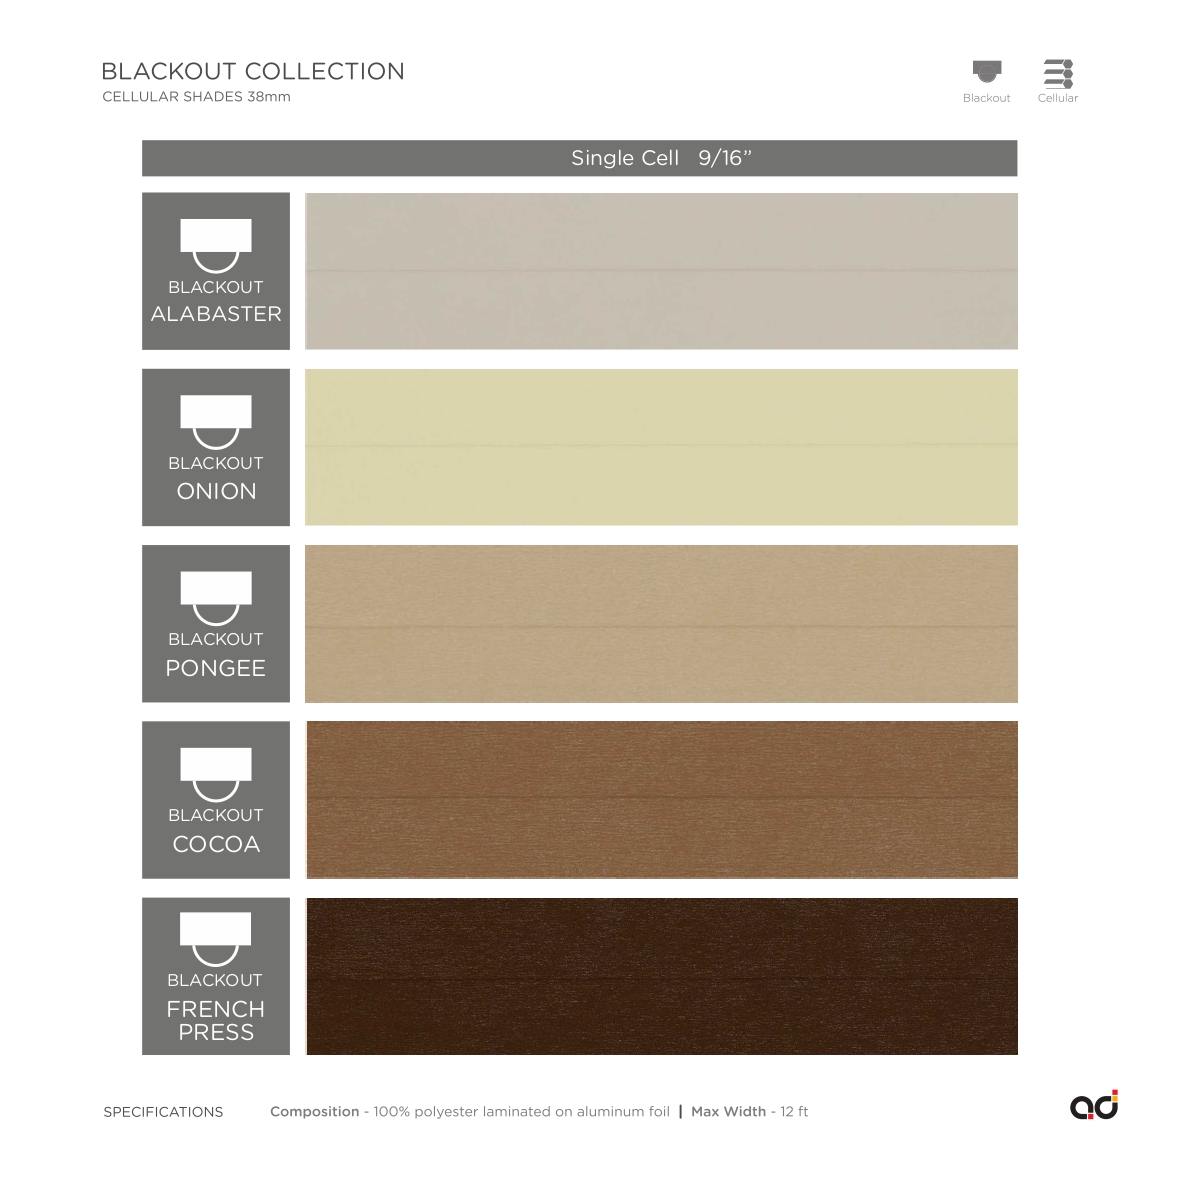 BLACKOUT COLLECTION
CELLULAR SHADES 38mm
Blackout
Cellular
Single Cell 9/16”
BLACKOUT
ALABASTER
BLACKOUT
ONION
BLACKOUT
PONGEE
BLACKOUT
COCOA
BLACKOUT
FRENCH
PRESS
SPECIFICATIONS
Composition - 100% polyester laminated on aluminum foil | Max Width - 12 ft